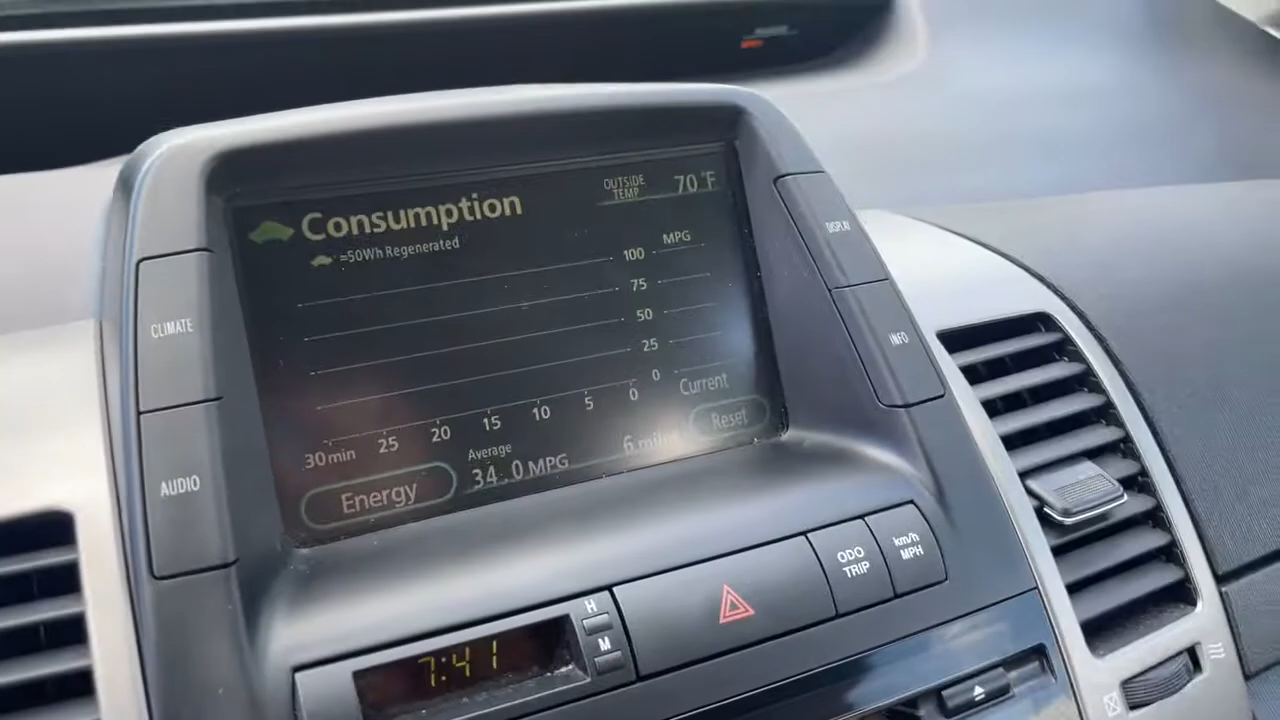 OUTSIDE
TEMP
70°F
Consumption
=50Wh Regenerated
MPG
100
75
50
25
0
Current
30min 25 20 15 10 5 0
Average
34.0 MPG
6 miles
Reset
Energy
CLIMATE
AUDIO
DISPLAY
INFO
ODO
TRIP
km/h
MPH
H
M
7:41